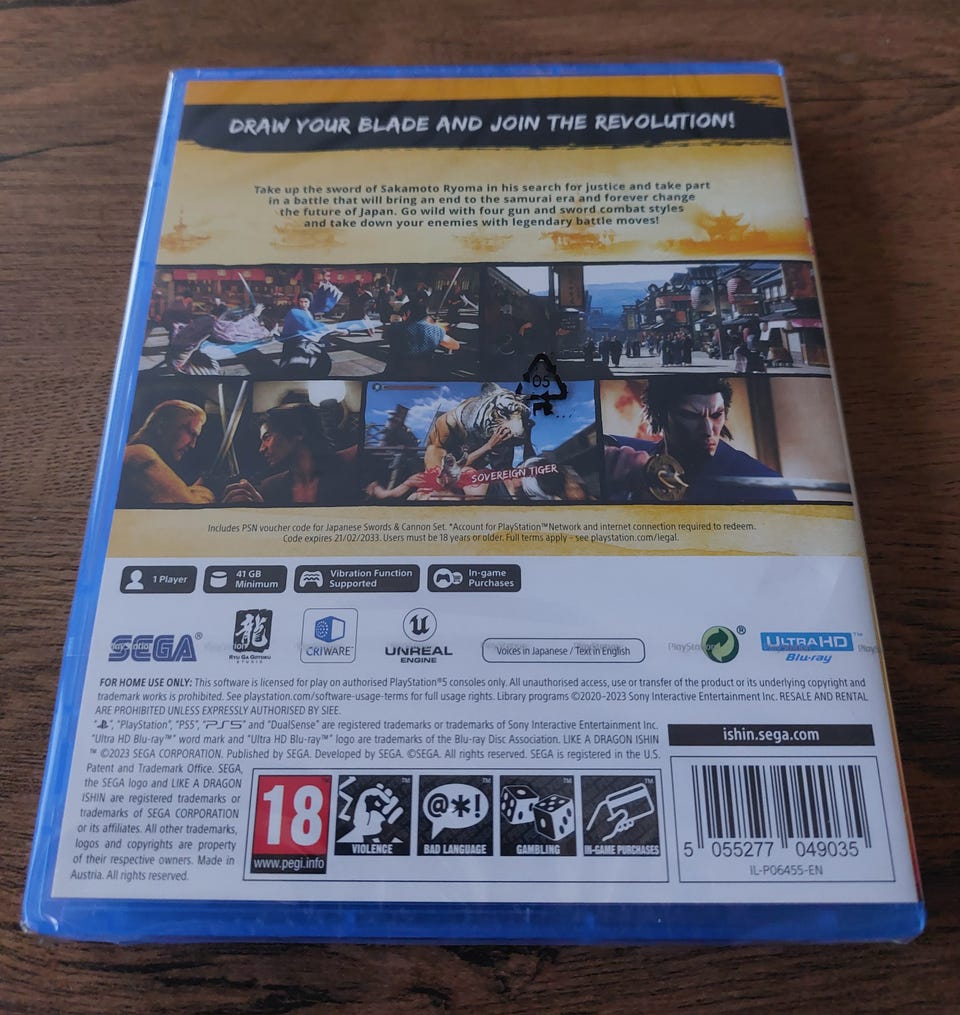 DRAW YOUR BLADE AND JOIN THE REVOLUTION!
Take up the sword of Sakamoto Ryoma in his search for justice and take part
in a battle that will bring an end to the samurai era and forever change
the future of Japan. Go wild with four gun and sword combat styles
and take down your enemies with legendary battle moves!
05
PE
SOVEREIGN TIGER
Includes PSN voucher code for Japanese Swords & Cannon Set. *Account for PlayStation™Network and internet connection required to redeem.
Code expires 21/02/2033. Users must be 18 years or older. Full terms apply – see playstation.com/legal.
1 Player
41 GB
Minimum
Vibration Function
Supported
In-game
Purchases
SEGA®
龍
RYU GA GOTOKU
STUDIO
CRIWARE™
UNREAL
ENGINE
Voices in Japanese / Text in English
PlayStation
®
ULTRA HD™
Blu-ray
FOR HOME USE ONLY: This software is licensed for play on authorised PlayStation®5 consoles only. All unauthorised access, use or transfer of the product or its underlying copyright and
trademark works is prohibited. See playstation.com/software-usage-terms for full usage rights. Library programs ©2020–2023 Sony Interactive Entertainment Inc. RESALE AND RENTAL
ARE PROHIBITED UNLESS EXPRESSLY AUTHORISED BY SIEE.
" ", "PlayStation", "PS5", "PS5" and "DualSense" are registered trademarks or trademarks of Sony Interactive Entertainment Inc.
"Ultra HD Blu-ray™" word mark and "Ultra HD Blu-ray™" logo are trademarks of the Blu-ray Disc Association. LIKE A DRAGON ISHIN
™ ©2023 SEGA CORPORATION. Published by SEGA. Developed by SEGA. ©SEGA. All rights reserved. SEGA is registered in the U.S.
Patent and Trademark Office. SEGA,
the SEGA logo and LIKE A DRAGON
ISHIN are registered trademarks or
trademarks of SEGA CORPORATION
or its affiliates. All other trademarks,
logos and copyrights are property
of their respective owners. Made in
Austria. All rights reserved.
ishin.sega.com
18
www.pegi.info
VIOLENCE
@*!
BAD LANGUAGE
GAMBLING
IN-GAME PURCHASES
5 055277 049035
IL-P06455-EN